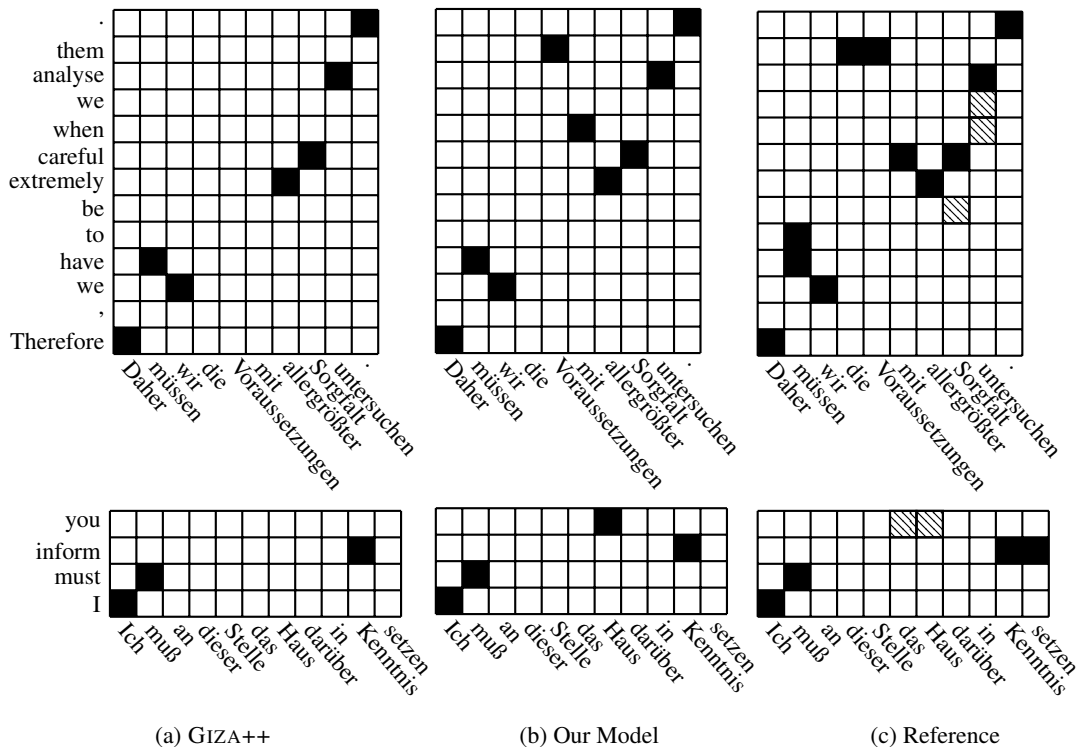 .
them
analyse
we
when
careful
extremely
be
to
have
we
,
Therefore
Daher müssen wir die Voraussetzungen mit allergrößter Sorgfalt untersuchen .
Daher müssen wir die Voraussetzungen mit allergrößter Sorgfalt untersuchen .
Daher müssen wir die Voraussetzungen mit allergrößter Sorgfalt untersuchen .
you
inform
must
I
Ich muß an dieser Stelle das Haus darüber in Kenntnis setzen
Ich muß an dieser Stelle das Haus darüber in Kenntnis setzen
Ich muß an dieser Stelle das Haus darüber in Kenntnis setzen
(a) GIZA++
(b) Our Model
(c) Reference